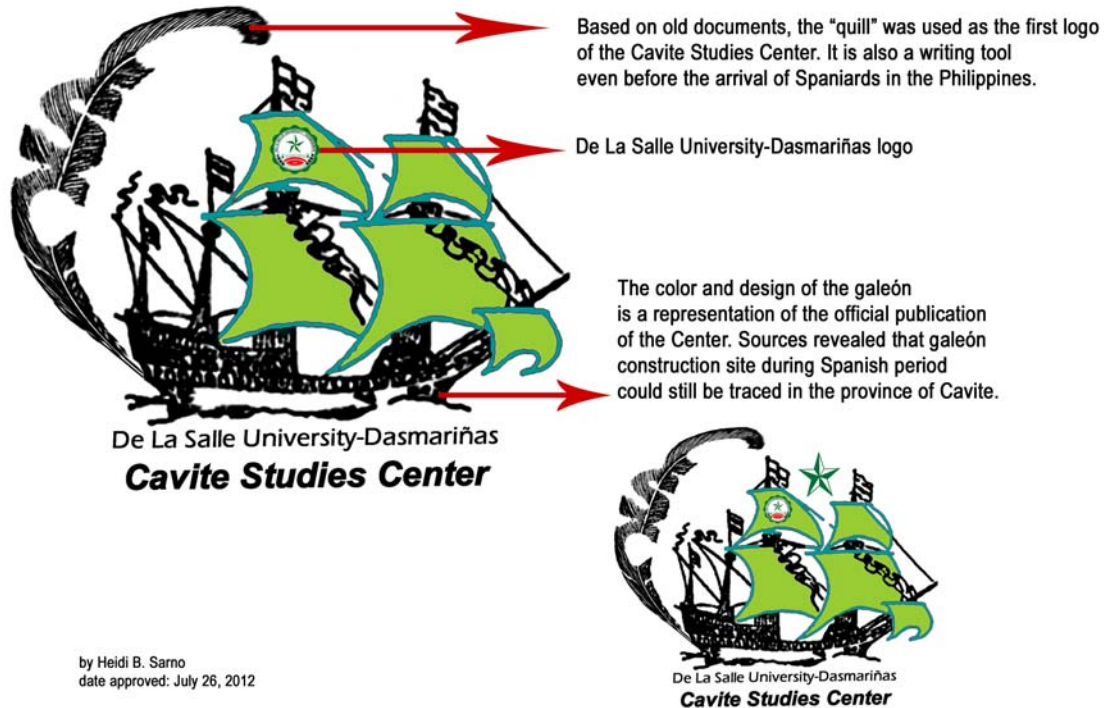 Based on old documents, the “quill” was used as the first logo
of the Cavite Studies Center. It is also a writing tool
even before the arrival of Spaniards in the Philippines.
De La Salle University-Dasmariñas logo
The color and design of the galeón
is a representation of the official publication
of the Center. Sources revealed that galeón
construction site during Spanish period
could still be traced in the province of Cavite.
De La Salle University-Dasmariñas
Cavite Studies Center
by Heidi B. Sarno
date approved: July 26, 2012
De La Salle University-Dasmariñas
Cavite Studies Center